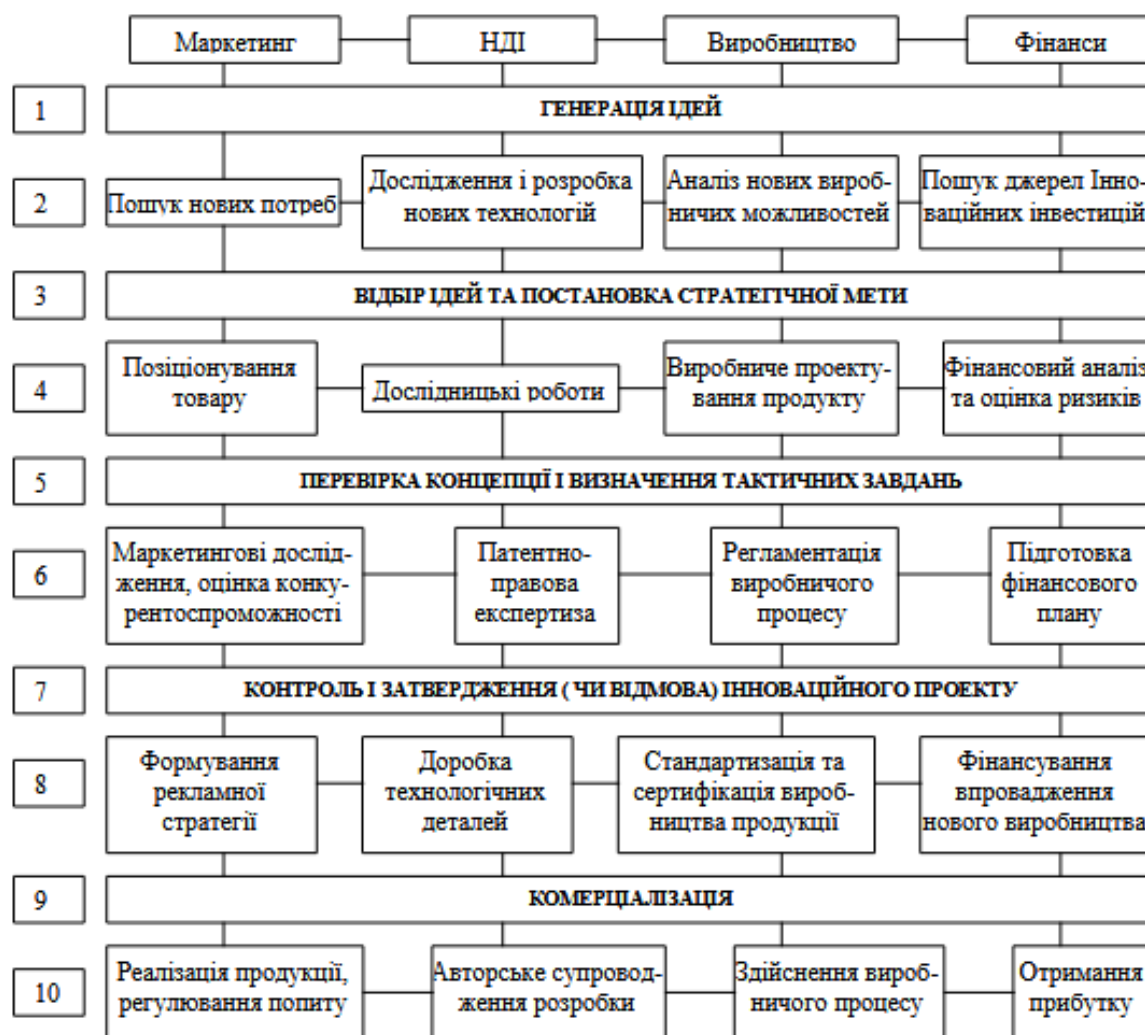 Маркетинг
НДІ
Виробництво
Фінанси
1
ГЕНЕРАЦІЯ ІДЕЙ
2
Пошук нових потреб
Дослідження і розробка
нових технологій
Аналіз нових вироб-
ничих можливостей
Пошук джерел Інно-
ваційних інвестицій
3
ВІДБІР ІДЕЙ ТА ПОСТАНОВКА СТРАТЕГІЧНОЇ МЕТИ
4
Позіціонування
товару
Дослідницькі роботи
Виробниче проекту-
вання продукту
Фінансовий аналіз
та оцінка ризиків
5
ПЕРЕВІРКА КОНЦЕПЦІЇ І ВИЗНАЧЕННЯ ТАКТИЧНИХ ЗАВДАНЬ
6
Маркетингові дослід-
ження, оцінка конку-
рентоспроможності
Патентно-
правова
експертиза
Регламентація
виробничого
процесу
Підготовка
фінансового
плану
7
КОНТРОЛЬ І ЗАТВЕРДЖЕННЯ ( ЧИ ВІДМОВА) ІННОВАЦІЙНОГО ПРОЕКТУ
8
Формування
рекламної
стратегії
Доробка
технологічних
деталей
Стандартизація та
сертифікація вироб-
ництва продукції
Фінансування
впровадження
нового виробництва
9
КОМЕРЦІАЛІЗАЦІЯ
10
Реалізація продукції,
регулювання попиту
Авторське супровод-
ження розробки
Здійснення вироб-
ничого процесу
Отримання
прибутку